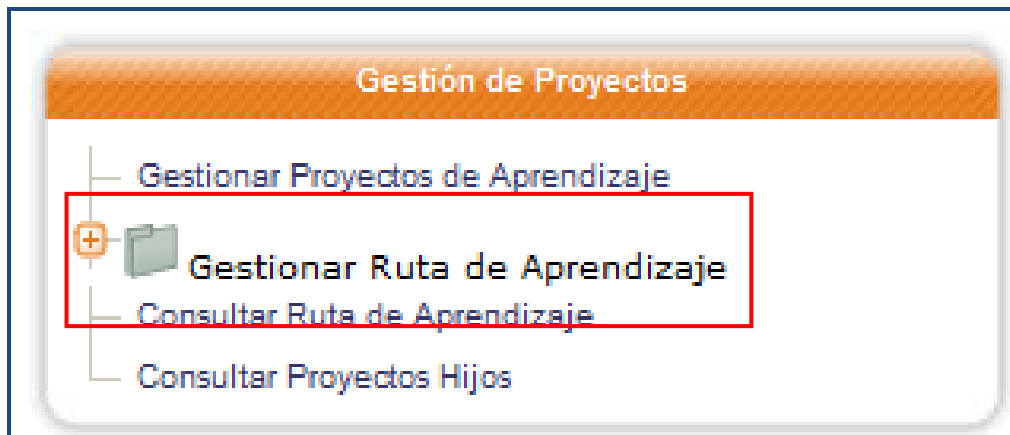 Gestión de Proyectos
Gestionar Proyectos de Aprendizaje
Gestionar Ruta de Aprendizaje
Consultar Ruta de Aprendizaje
Consultar Proyectos Hijos